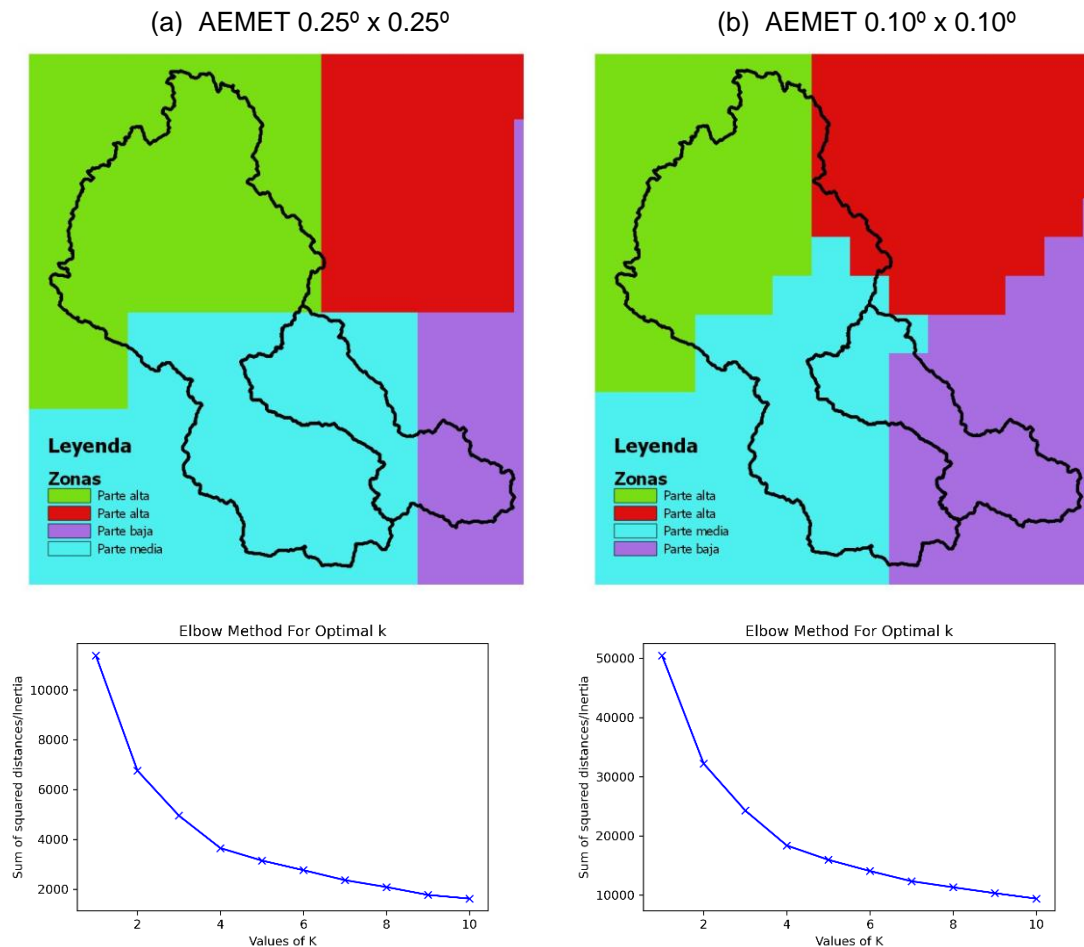 (a) AEMET 0.25º x 0.25º
(b) AEMET 0.10º x 0.10º
Leyenda
Zonas
Parte alta
Parte alta
Parte baja
Parte media
Leyenda
Zonas
Parte alta
Parte alta
Parte media
Parte baja
Elbow Method For Optimal k
Sum of squared distances/Inertia
10000
8000
6000
4000
2000
2 4 6 8 10
Values of K
Elbow Method For Optimal k
Sum of squared distances/Inertia
50000
40000
30000
20000
10000
2 4 6 8 10
Values of K